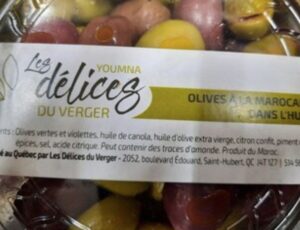 YOUMNA
Les
délices
DU VERGER
OLIVES À LA MAROCA
DANS L'HU
ents : Olives vertes et violettes, huile de canola, huile d'olive extra vierge, citron confit, piment
épices, sel, acide citrique. Peut contenir des traces d'amande. Produit du Maroc.
é au Québec par Les Délices du Verger - 2052, boulevard Édouard, Saint-Hubert, QC J4T 1Z7 | 514